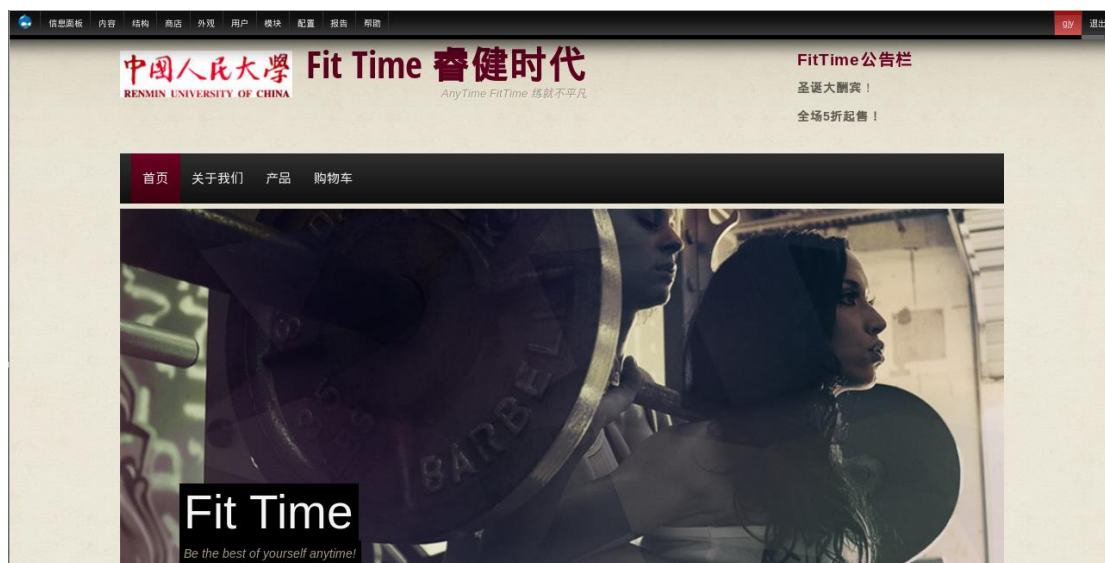 信息面板 内容 结构 商店 外观 用户 模块 配置 报告 帮助 gjy 退出
中国人民大學
RENMIN UNIVERSITY OF CHINA
Fit Time 睿健时代
AnyTime FitTime 练就不平凡
FitTime公告栏
圣诞大酬宾！
全场5折起售！
首页 关于我们 产品 购物车
BARBEL
Fit Time
Be the best of yourself anytime!